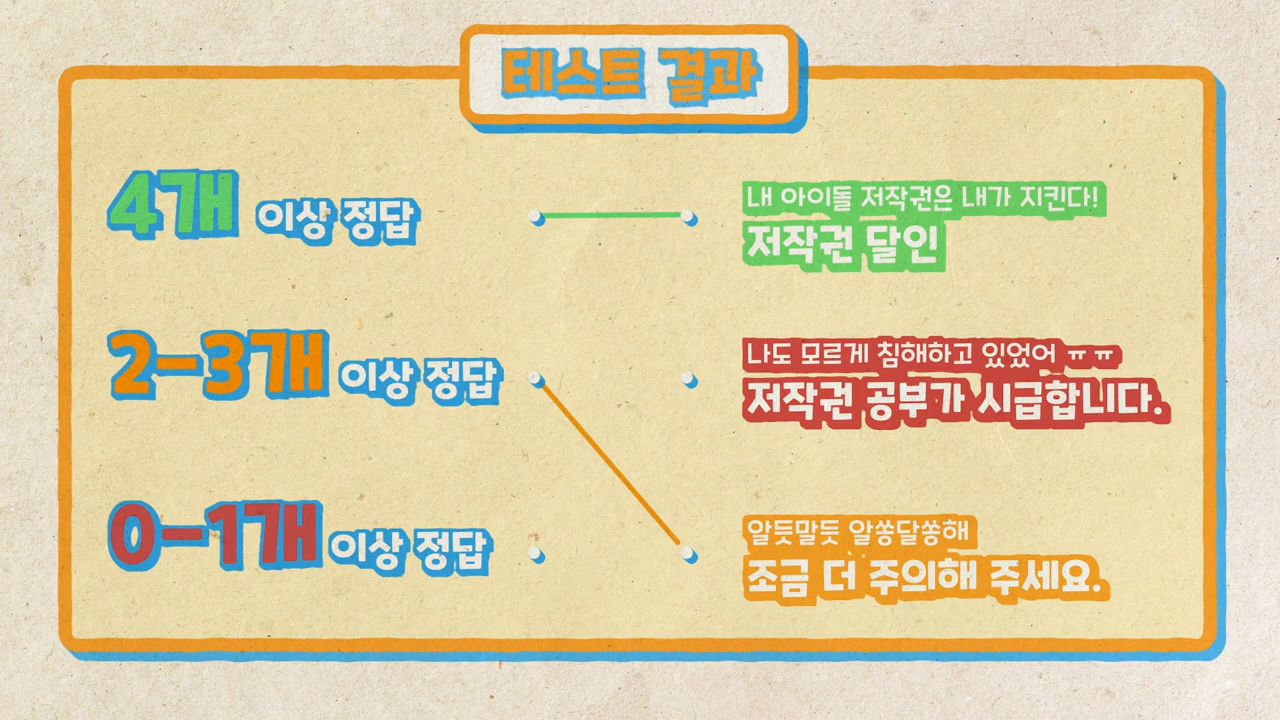 테스트 결과
4개 이상 정답
내 아이돌 저작권은 내가 지킨다!
저작권 달인
2-3개 이상 정답
나도 모르게 침해하고 있었어 ㅠㅠ
저작권 공부가 시급합니다.
0-1개 이상 정답
알듯말듯 알쏭달쏭해
조금 더 주의해 주세요.